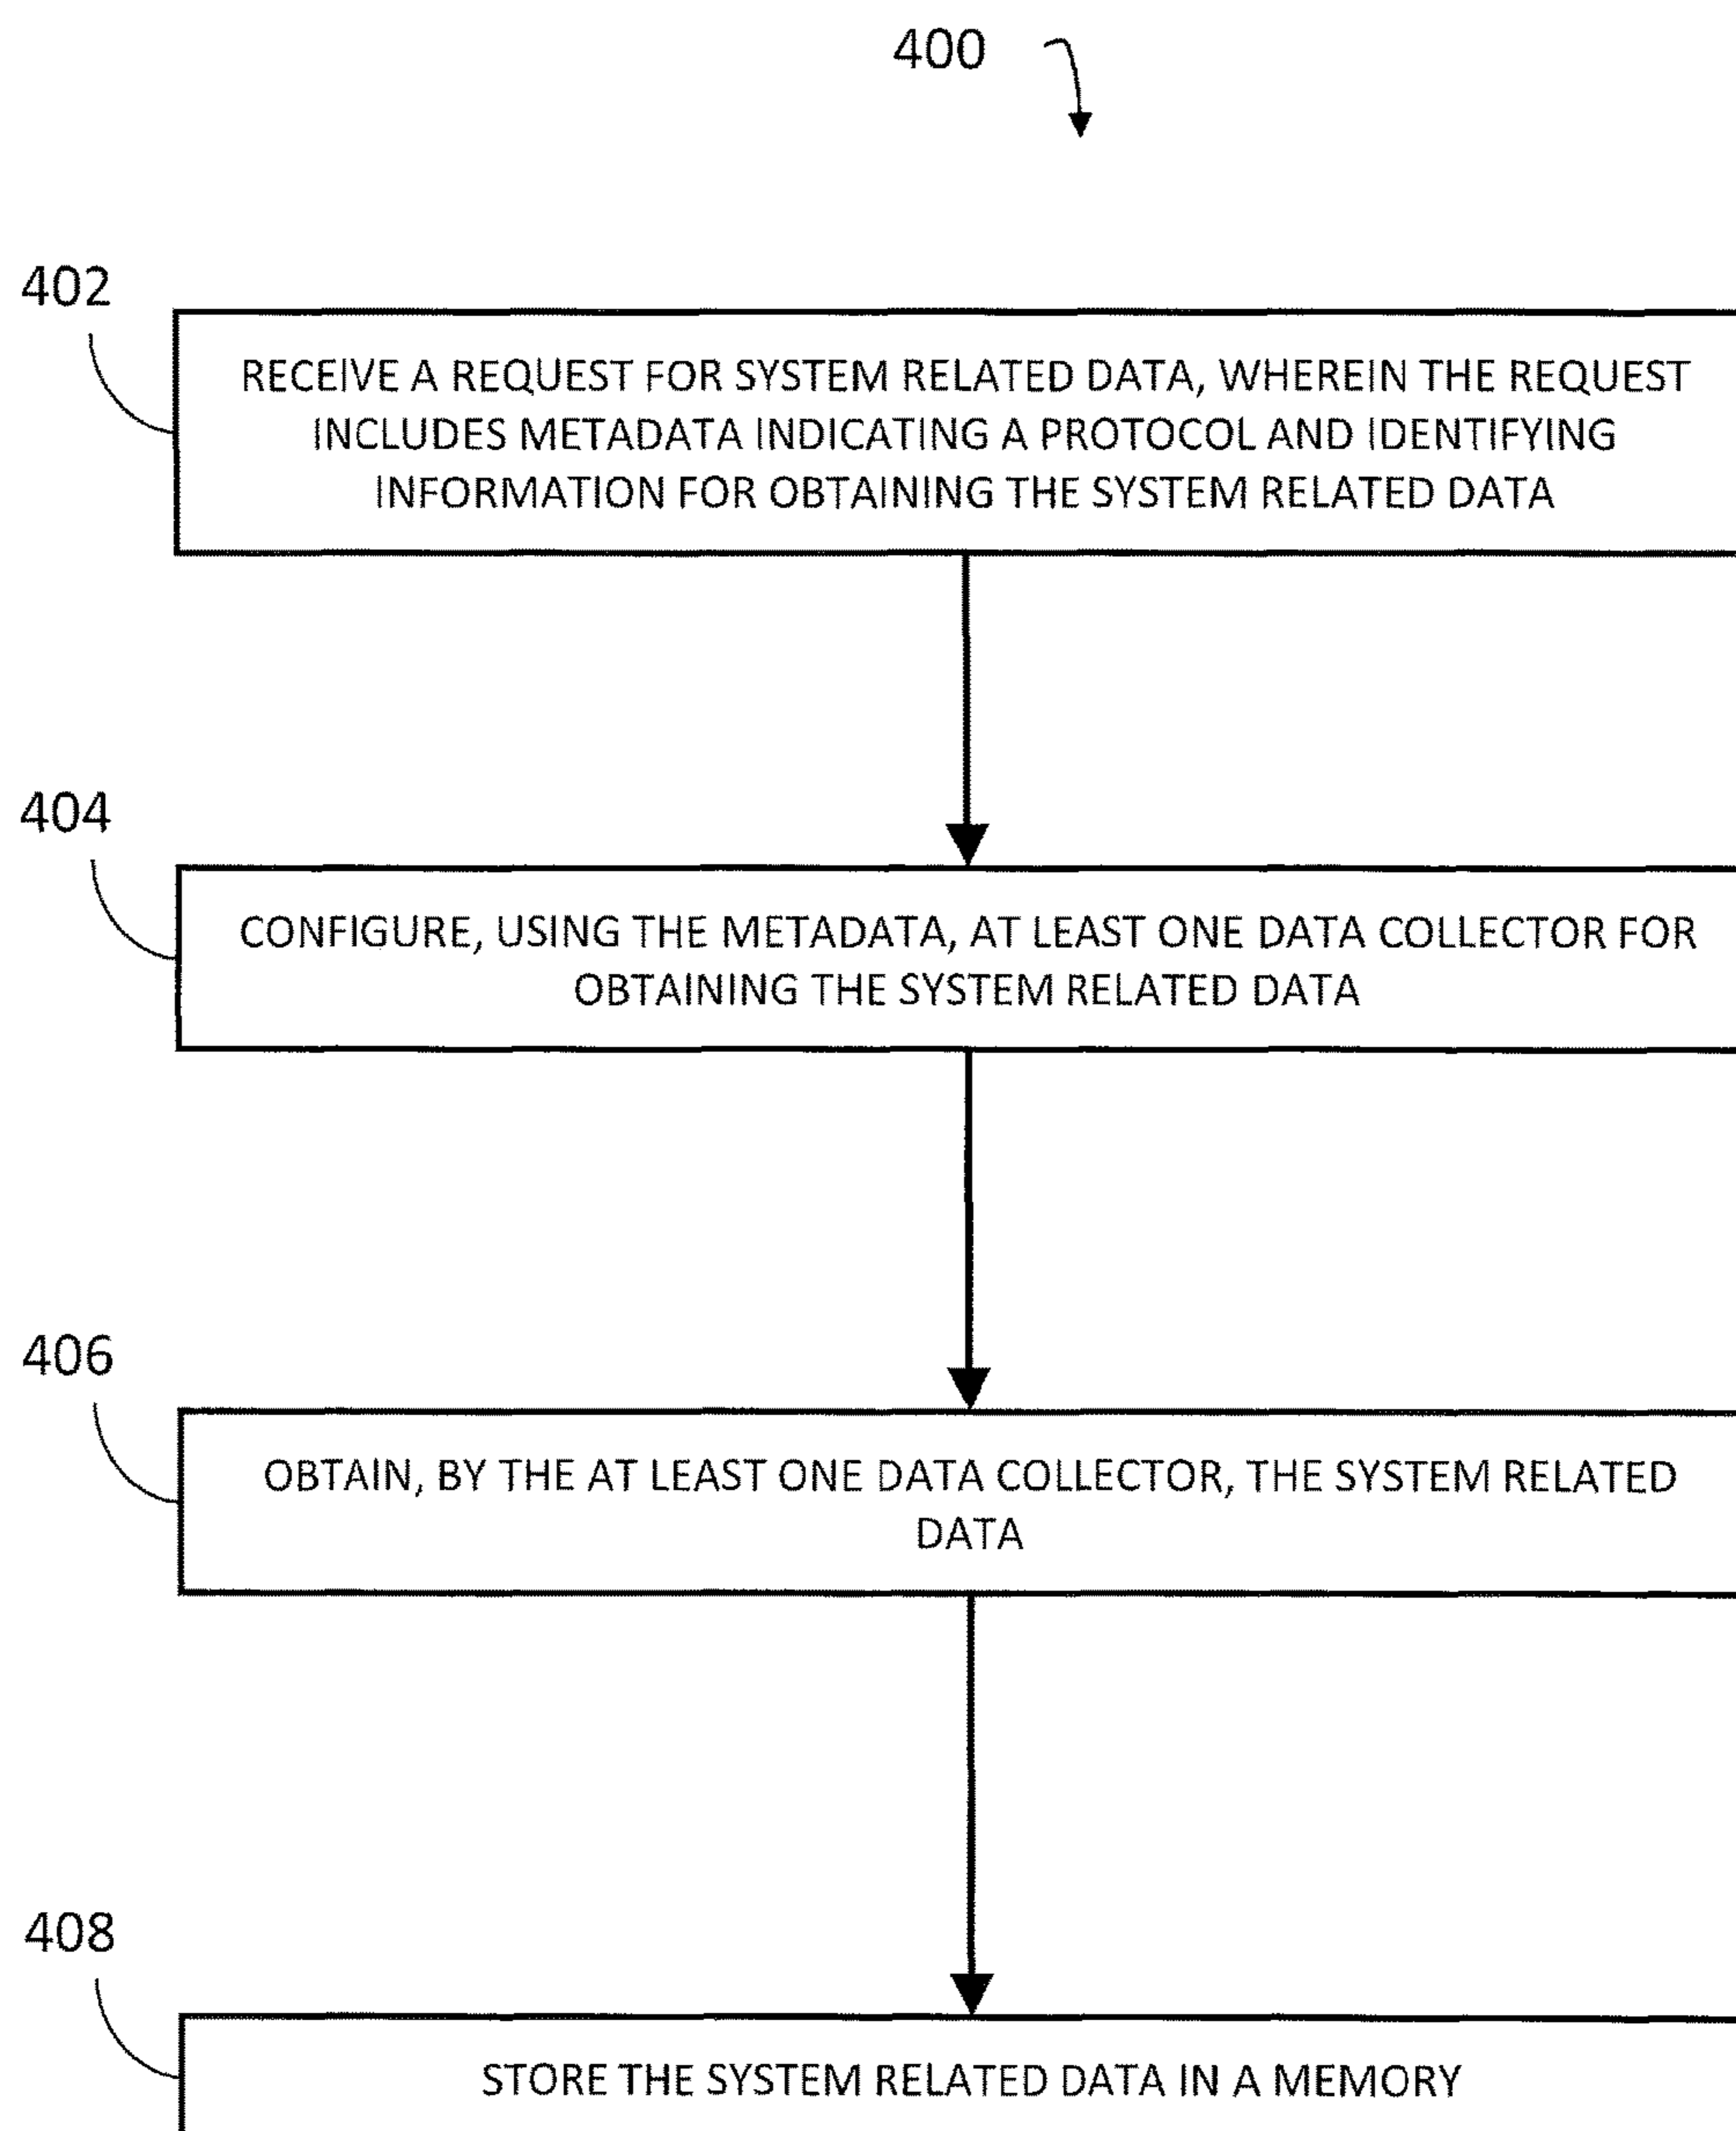 400
402
RECEIVE A REQUEST FOR SYSTEM RELATED DATA, WHEREIN THE REQUEST
INCLUDES METADATA INDICATING A PROTOCOL AND IDENTIFYING
INFORMATION FOR OBTAINING THE SYSTEM RELATED DATA
404
CONFIGURE, USING THE METADATA, AT LEAST ONE DATA COLLECTOR FOR
OBTAINING THE SYSTEM RELATED DATA
406
OBTAIN, BY THE AT LEAST ONE DATA COLLECTOR, THE SYSTEM RELATED
DATA
408
STORE THE SYSTEM RELATED DATA IN A MEMORY